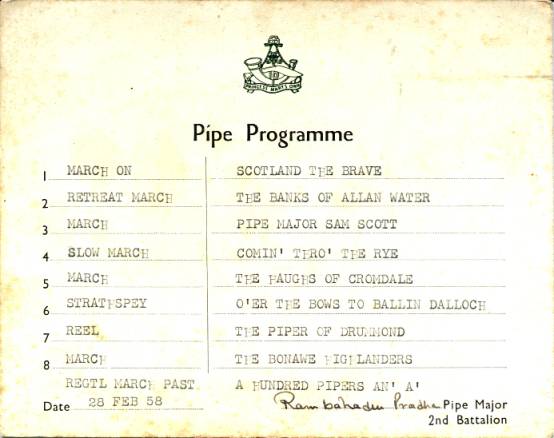 PRINCESS MARY'S OWN
Pipe Programme
1 MARCH ON SCOTLAND THE BRAVE
2 RETREAT MARCH THE BANKS OF ALLAN WATER
3 MARCH PIPE MAJOR SAM SCOTT
4 SLOW MARCH COMIN' THRO' THE RYE
5 MARCH THE HAUGHS OF CROMDALE
6 STRATHSPEY O'ER THE BOWS TO BALLIN DALLOCH
7 REEL THE PIPER OF DRUMMOND
8 MARCH THE BONAWE HIGHLANDERS
REGTL MARCH PAST A HUNDRED PIPERS AN' A'
Date 28 FEB 58 Rambahadur Pradhan Pipe Major
2nd Battalion